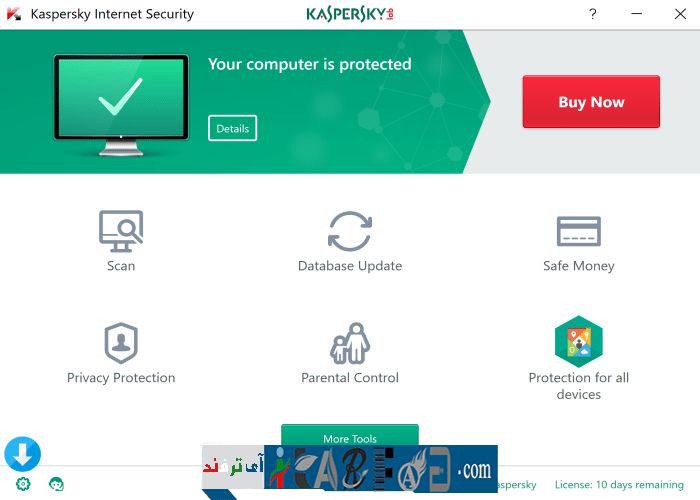 Kaspersky Internet Security
KASPERSKY lab
?
Your computer is protected
Details
Buy Now
Scan
Database Update
Safe Money
Privacy Protection
Parental Control
Protection for all
devices
More Tools
آی ترفند
.com
License: 10 days remaining